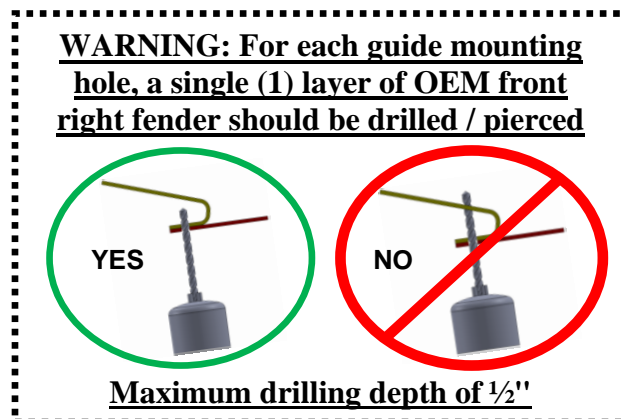 WARNING: For each guide mounting
hole, a single (1) layer of OEM front
right fender should be drilled / pierced
YES
NO
Maximum drilling depth of ½''